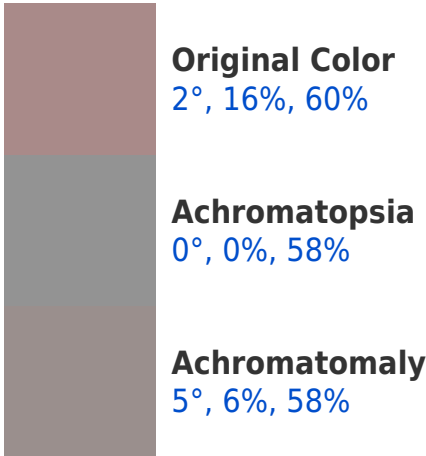 Original Color
2°, 16%, 60%
Achromatopsia
0°, 0%, 58%
Achromatomaly
5°, 6%, 58%